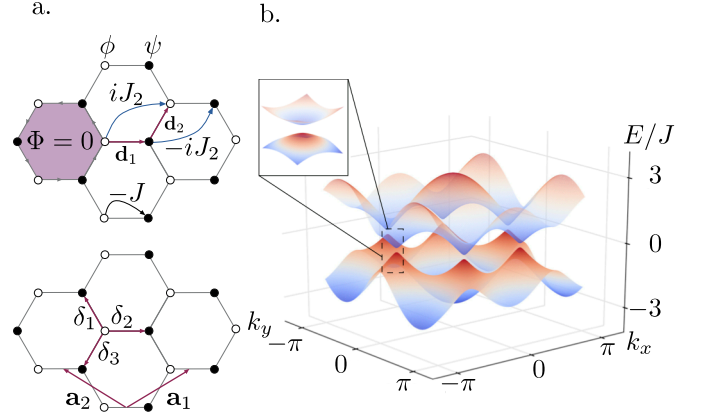 a.
b.
ϕ ψ
iJ₂
d₂
Φ = 0
d₁
−iJ₂
−J
δ₁ δ₂
δ₃
a₂ a₁
E/J
3
0
−3
k_y
−π
0
π
−π
0
π
k_x